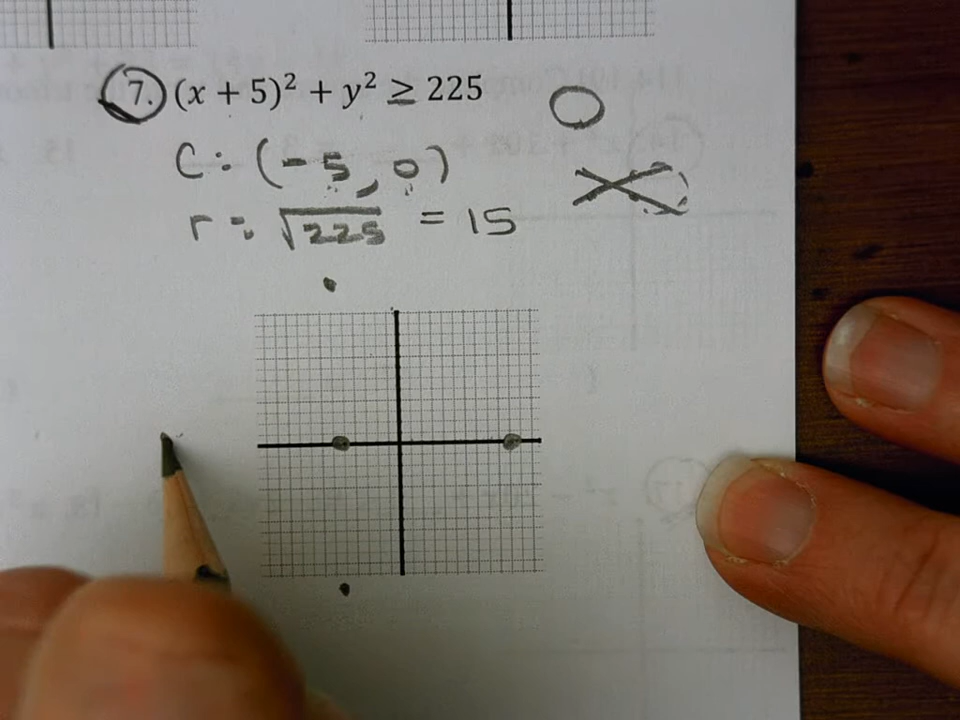 7. (x + 5)² + y² ≥ 225
C: (-5, 0)
r: √225 = 15